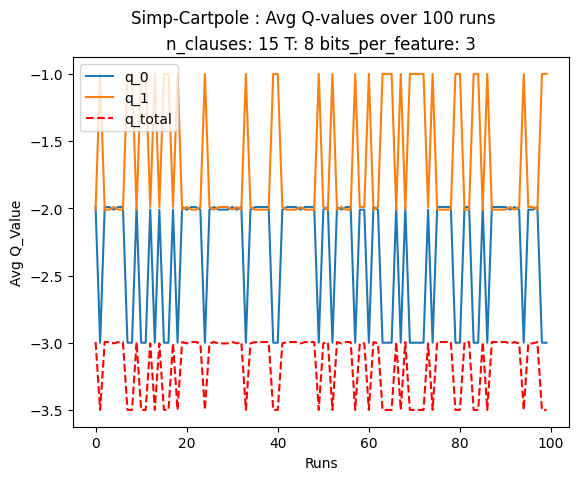 Simp-Cartpole : Avg Q-values over 100 runs
n_clauses: 15 T: 8 bits_per_feature: 3
q_0
q_1
q_total
−1.0
−1.5
−2.0
−2.5
−3.0
−3.5
Avg Q_Value
0 20 40 60 80 100
Runs